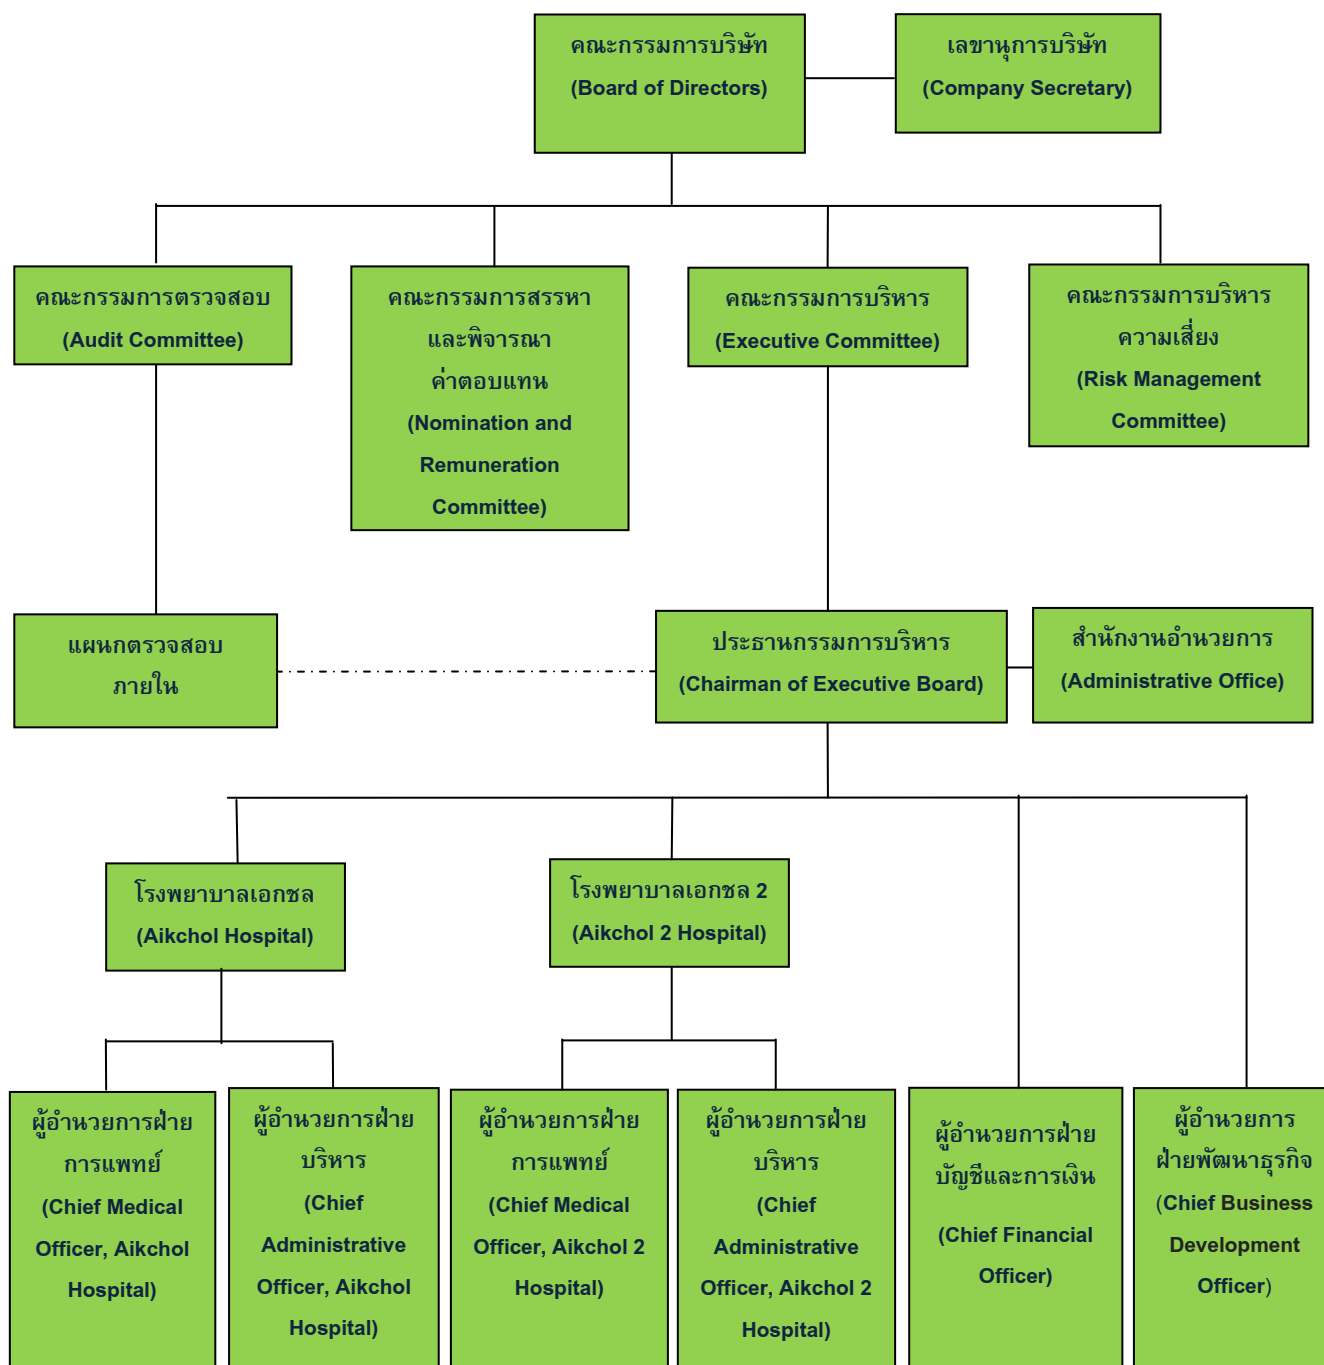 คณะกรรมการบริษัท
(Board of Directors)
เลขานุการบริษัท
(Company Secretary)
คณะกรรมการตรวจสอบ
(Audit Committee)
คณะกรรมการสรรหา
และพิจารณา
ค่าตอบแทน
(Nomination and
Remuneration
Committee)
คณะกรรมการบริหาร
(Executive Committee)
คณะกรรมการบริหาร
ความเสี่ยง
(Risk Management
Committee)
แผนกตรวจสอบ
ภายใน
ประธานกรรมการบริหาร
(Chairman of Executive Board)
สำนักงานอำนวยการ
(Administrative Office)
โรงพยาบาลเอกชล
(Aikchol Hospital)
โรงพยาบาลเอกชล 2
(Aikchol 2 Hospital)
ผู้อำนวยการฝ่าย
การแพทย์
(Chief Medical
Officer, Aikchol
Hospital)
ผู้อำนวยการฝ่าย
บริหาร
(Chief
Administrative
Officer, Aikchol
Hospital)
ผู้อำนวยการฝ่าย
การแพทย์
(Chief Medical
Officer, Aikchol 2
Hospital)
ผู้อำนวยการฝ่าย
บริหาร
(Chief
Administrative
Officer, Aikchol 2
Hospital)
ผู้อำนวยการฝ่าย
บัญชีและการเงิน
(Chief Financial
Officer)
ผู้อำนวยการ
ฝ่ายพัฒนาธุรกิจ
(Chief Business
Development
Officer)